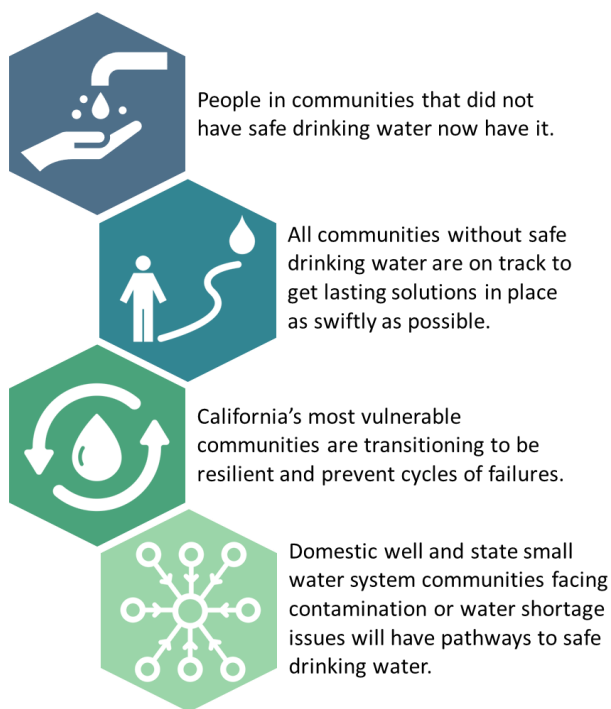 People in communities that did not
have safe drinking water now have it.
All communities without safe
drinking water are on track to
get lasting solutions in place
as swiftly as possible.
California’s most vulnerable
communities are transitioning to be
resilient and prevent cycles of failures.
Domestic well and state small
water system communities facing
contamination or water shortage
issues will have pathways to safe
drinking water.